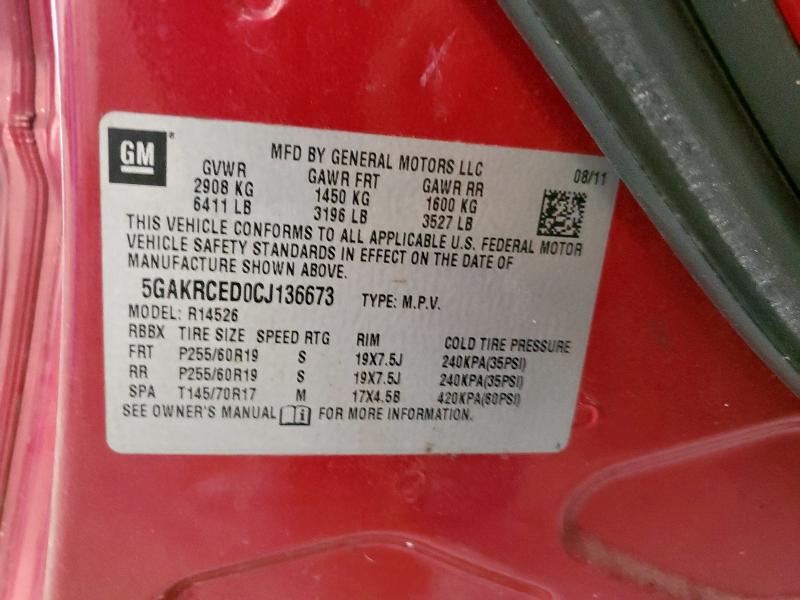 GM
MFD BY GENERAL MOTORS LLC 08/11
GVWR GAWR FRT GAWR RR
2908 KG 1450 KG 1600 KG
6411 LB 3196 LB 3527 LB
THIS VEHICLE CONFORMS TO ALL APPLICABLE U.S. FEDERAL MOTOR
VEHICLE SAFETY STANDARDS IN EFFECT ON THE DATE OF
MANUFACTURE SHOWN ABOVE.
5GAKRCED0CJ136673 TYPE: M.P.V.
MODEL: R14526
RBBX TIRE SIZE SPEED RTG RIM COLD TIRE PRESSURE
FRT P255/60R19 S 19X7.5J 240KPA(35PSI)
RR P255/60R19 S 19X7.5J 240KPA(35PSI)
SPA T145/70R17 M 17X4.5B 420KPA(60PSI)
SEE OWNER'S MANUAL i FOR MORE INFORMATION.